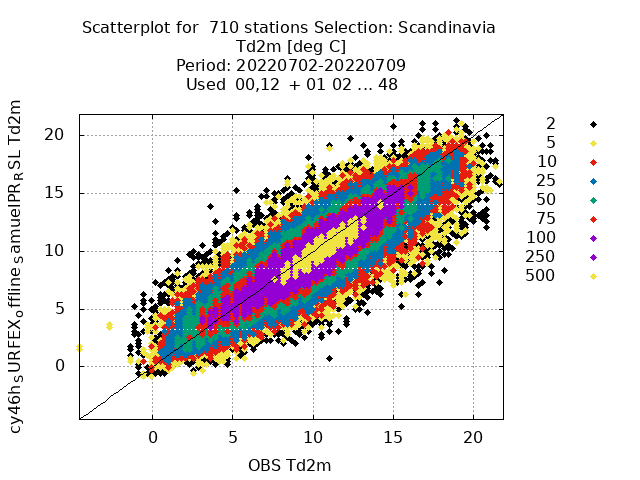 Scatterplot for 710 stations Selection: Scandinavia
Td2m [deg C]
Period: 20220702-20220709
Used 00,12 + 01 02 ... 48
cy46h_SURFEX_offline_samuelPR_RSL Td2m
20
15
10
5
0
0 5 10 15 20
OBS Td2m
2
5
10
25
50
75
100
250
500